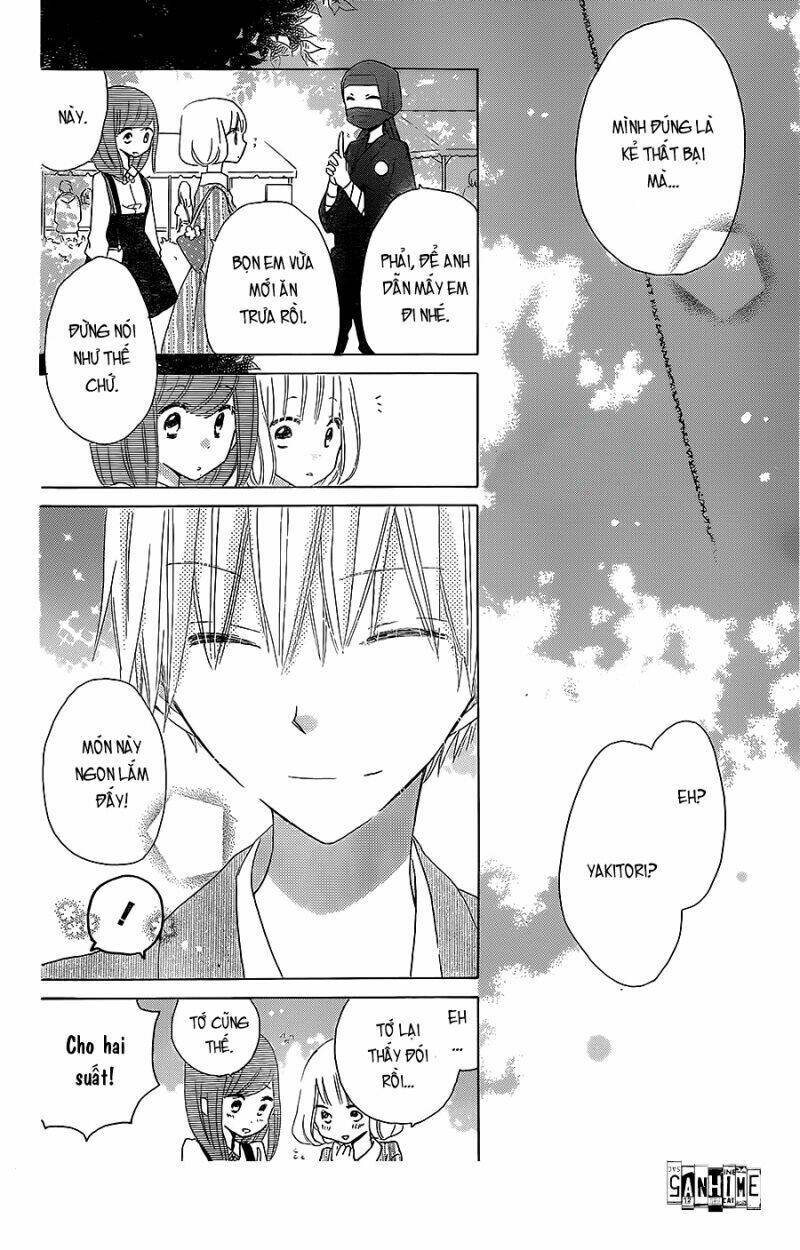 MÌNH ĐÚNG LÀ
KẺ THẤT BẠI
MÀ...
EH?
YAKITORI?
PHẢI, ĐỂ ANH
DẪN MẤY EM
ĐI NHÉ.
BỌN EM VỪA
MỚI ĂN
TRƯA RỒI.
NÀY.
ĐỪNG NÓI
NHƯ THẾ
CHỨ.
MÓN NÀY
NGON LẮM
ĐẤY!
!
EH
...
TỚ LẠI
THẤY ĐÓI
RỒI...
TỚ CŨNG
THẾ.
Cho hai
suất!
SANHIME